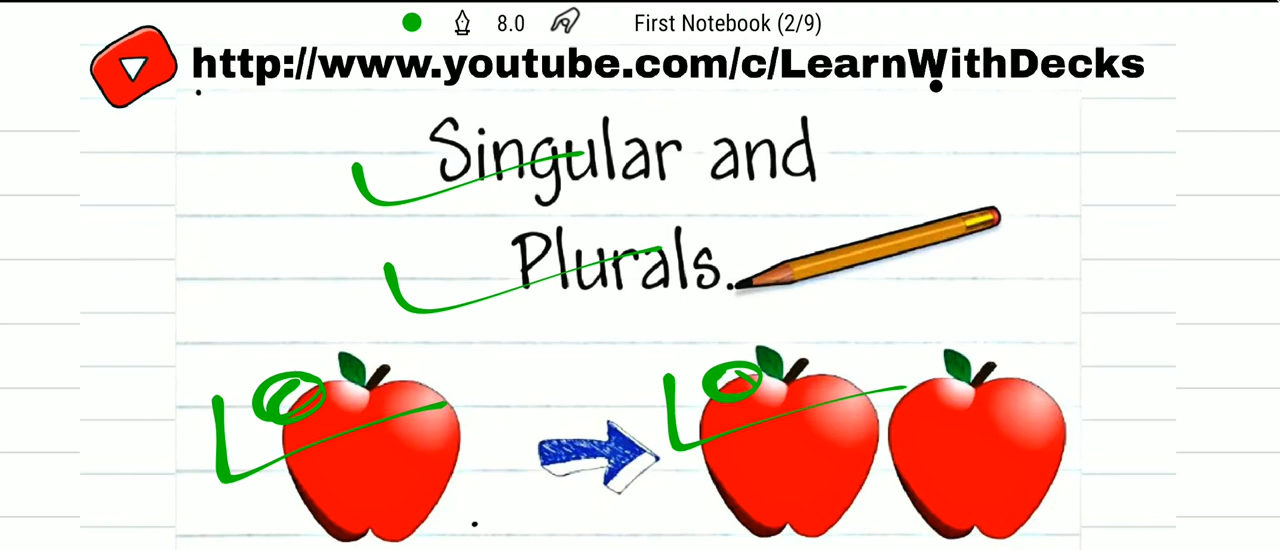 8.0 First Notebook (2/9)
http://www.youtube.com/c/LearnWithDecks
Singular and
Plurals.